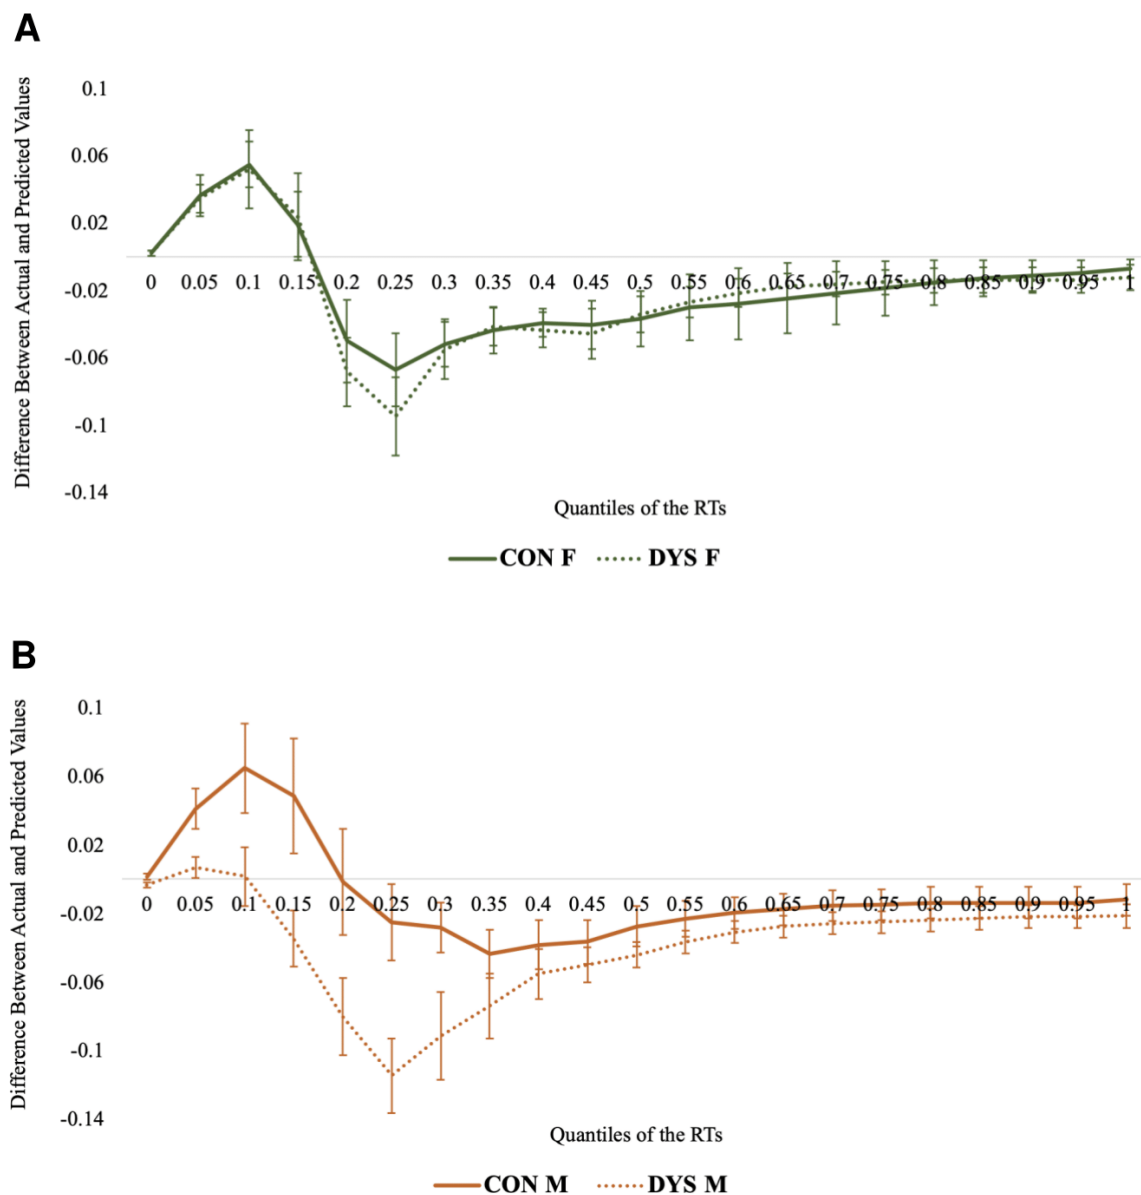 A
Difference Between Actual and Predicted Values
0.1
0.06
0.02
-0.02
-0.06
-0.1
-0.14
0 0.05 0.1 0.15 0.2 0.25 0.3 0.35 0.4 0.45 0.5 0.55 0.6 0.65 0.7 0.75 0.8 0.85 0.9 0.95 1
Quantiles of the RTs
CON F DYS F
B
Difference Between Actual and Predicted Values
0.1
0.06
0.02
-0.02
-0.06
-0.1
-0.14
0 0.05 0.1 0.15 0.2 0.25 0.3 0.35 0.4 0.45 0.5 0.55 0.6 0.65 0.7 0.75 0.8 0.85 0.9 0.95 1
Quantiles of the RTs
CON M DYS M